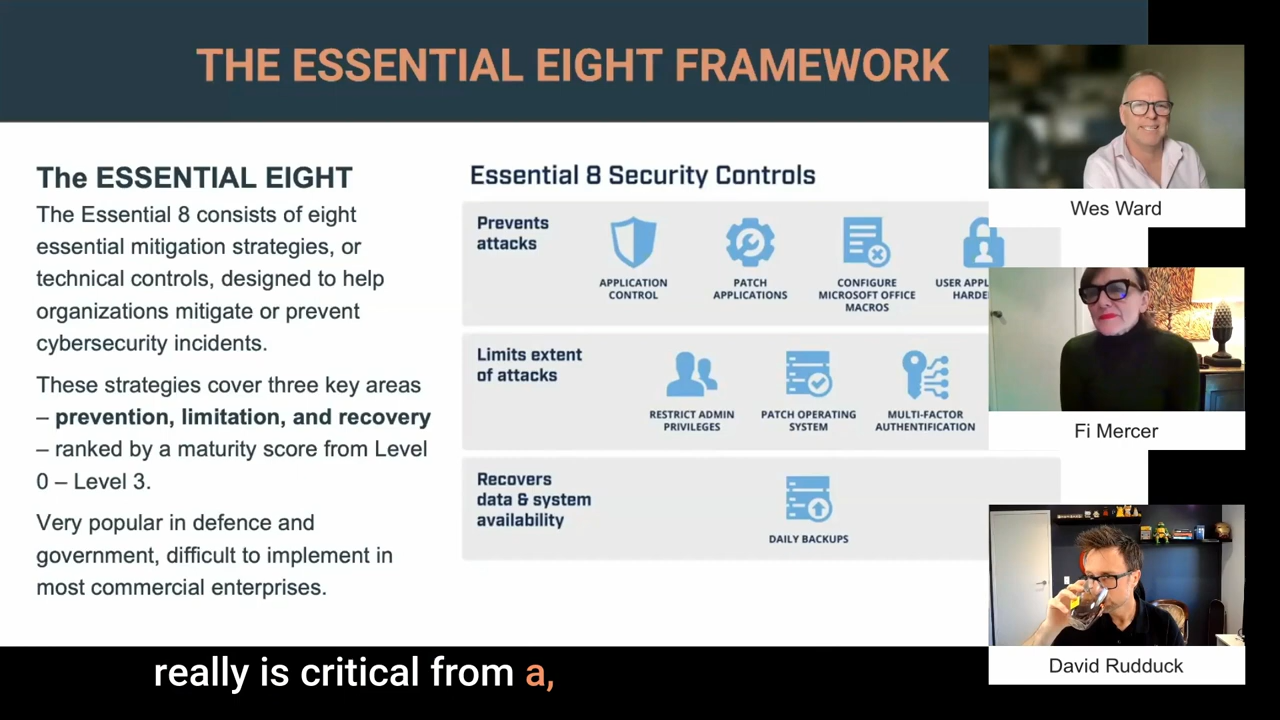 THE ESSENTIAL EIGHT FRAMEWORK
The ESSENTIAL EIGHT
The Essential 8 consists of eight
essential mitigation strategies, or
technical controls, designed to help
organizations mitigate or prevent
cybersecurity incidents.
These strategies cover three key areas
– prevention, limitation, and recovery
– ranked by a maturity score from Level
0 – Level 3.
Very popular in defence and
government, difficult to implement in
most commercial enterprises.
Essential 8 Security Controls
Prevents
attacks
APPLICATION
CONTROL
PATCH
APPLICATIONS
CONFIGURE
MICROSOFT OFFICE
MACROS
USER APPL
HARDE
Limits extent
of attacks
RESTRICT ADMIN
PRIVILEGES
PATCH OPERATING
SYSTEM
MULTI-FACTOR
AUTHENTICATION
Recovers
data & system
availability
DAILY BACKUPS
Wes Ward
Fi Mercer
David Rudduck
really is critical from a,